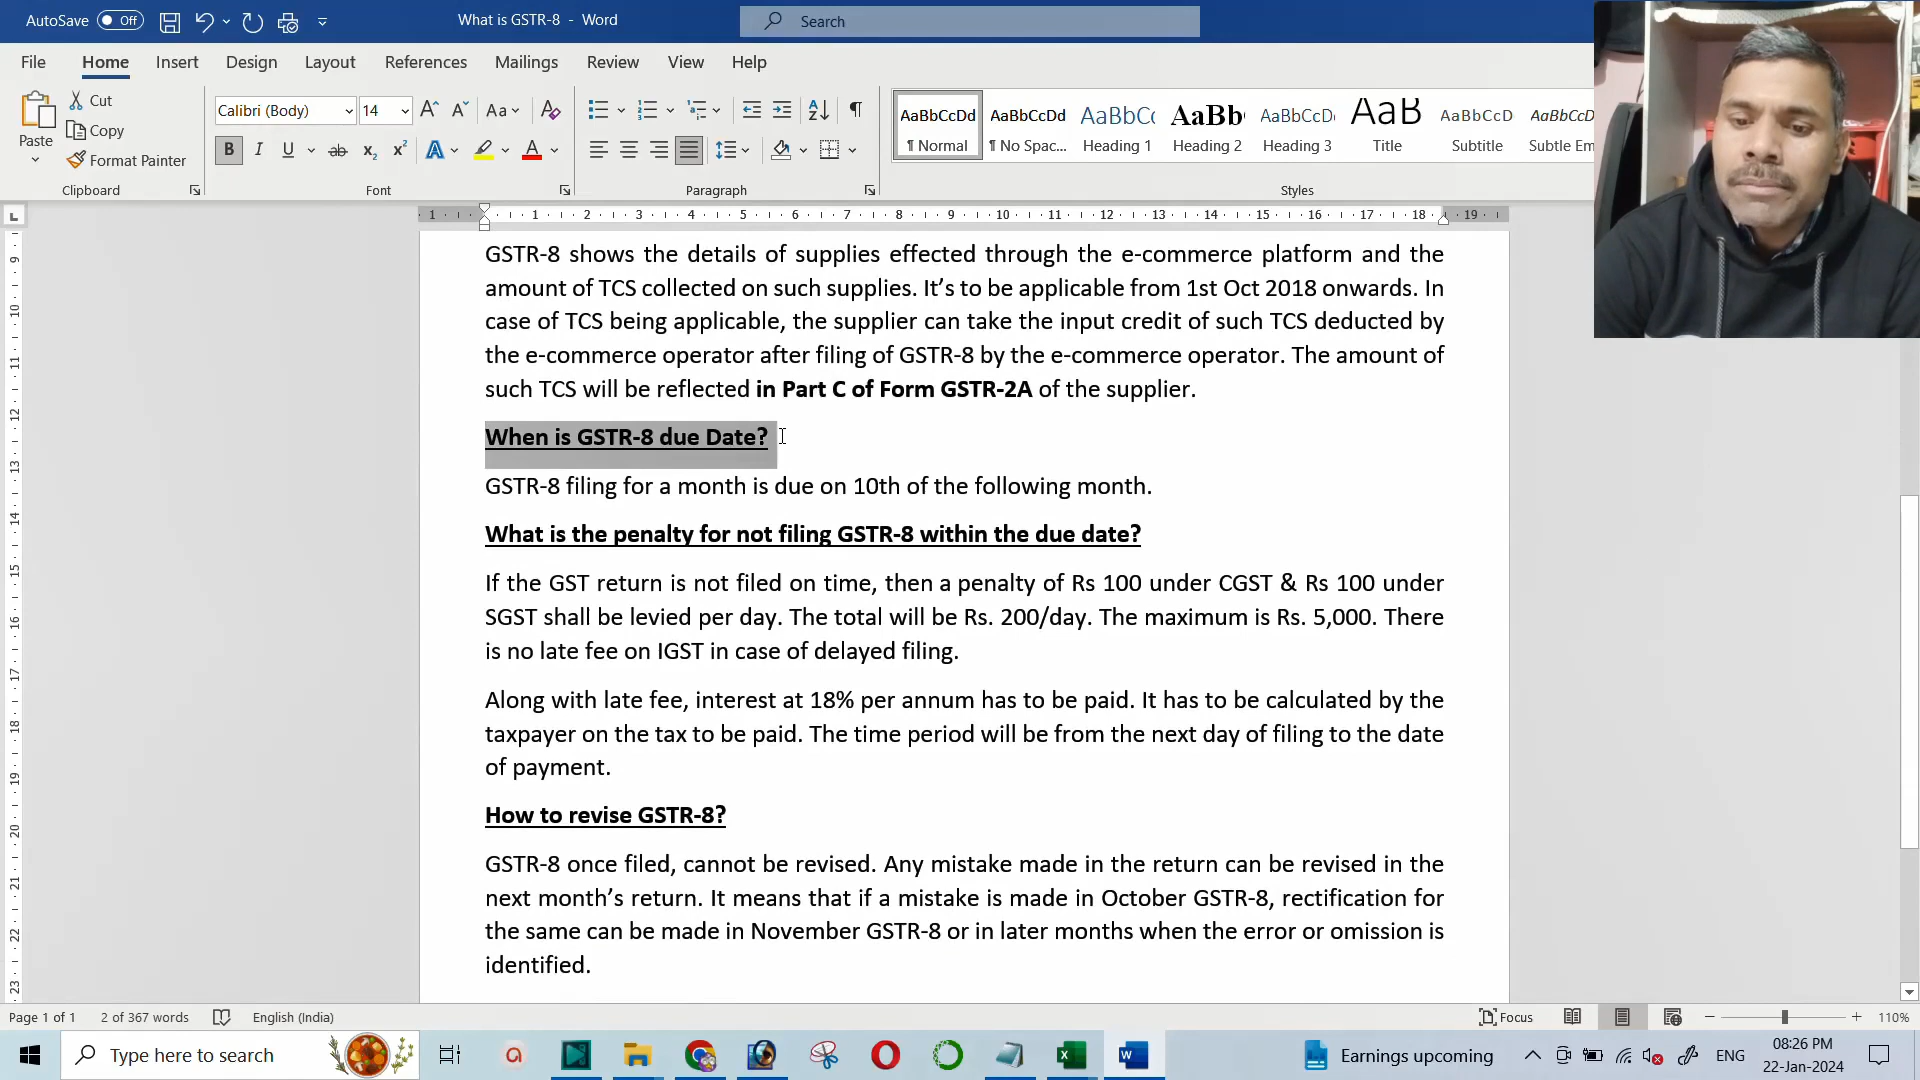 AutoSave Off
What is GSTR-8 - Word
Search
File Home Insert Design Layout References Mailings Review View Help
Paste
Cut
Copy
Format Painter
Clipboard
Calibri (Body) 14
Font
Paragraph
AaBbCcDd
¶ Normal
AaBbCcDd
¶ No Spac...
AaBbCc
Heading 1
AaBb
Heading 2
AaBbCcD
Heading 3
AaB
Title
AaBbCcD
Subtitle
AaBbCcD
Subtle Em
Styles
GSTR-8 shows the details of supplies effected through the e-commerce platform and the
amount of TCS collected on such supplies. It’s to be applicable from 1st Oct 2018 onwards. In
case of TCS being applicable, the supplier can take the input credit of such TCS deducted by
the e-commerce operator after filing of GSTR-8 by the e-commerce operator. The amount of
such TCS will be reflected in Part C of Form GSTR-2A of the supplier.
When is GSTR-8 due Date?
GSTR-8 filing for a month is due on 10th of the following month.
What is the penalty for not filing GSTR-8 within the due date?
If the GST return is not filed on time, then a penalty of Rs 100 under CGST & Rs 100 under
SGST shall be levied per day. The total will be Rs. 200/day. The maximum is Rs. 5,000. There
is no late fee on IGST in case of delayed filing.
Along with late fee, interest at 18% per annum has to be paid. It has to be calculated by the
taxpayer on the tax to be paid. The time period will be from the next day of filing to the date
of payment.
How to revise GSTR-8?
GSTR-8 once filed, cannot be revised. Any mistake made in the return can be revised in the
next month’s return. It means that if a mistake is made in October GSTR-8, rectification for
the same can be made in November GSTR-8 or in later months when the error or omission is
identified.
Page 1 of 1 2 of 367 words English (India) Focus 110%
Type here to search
Earnings upcoming
ENG
08:26 PM
22-Jan-2024